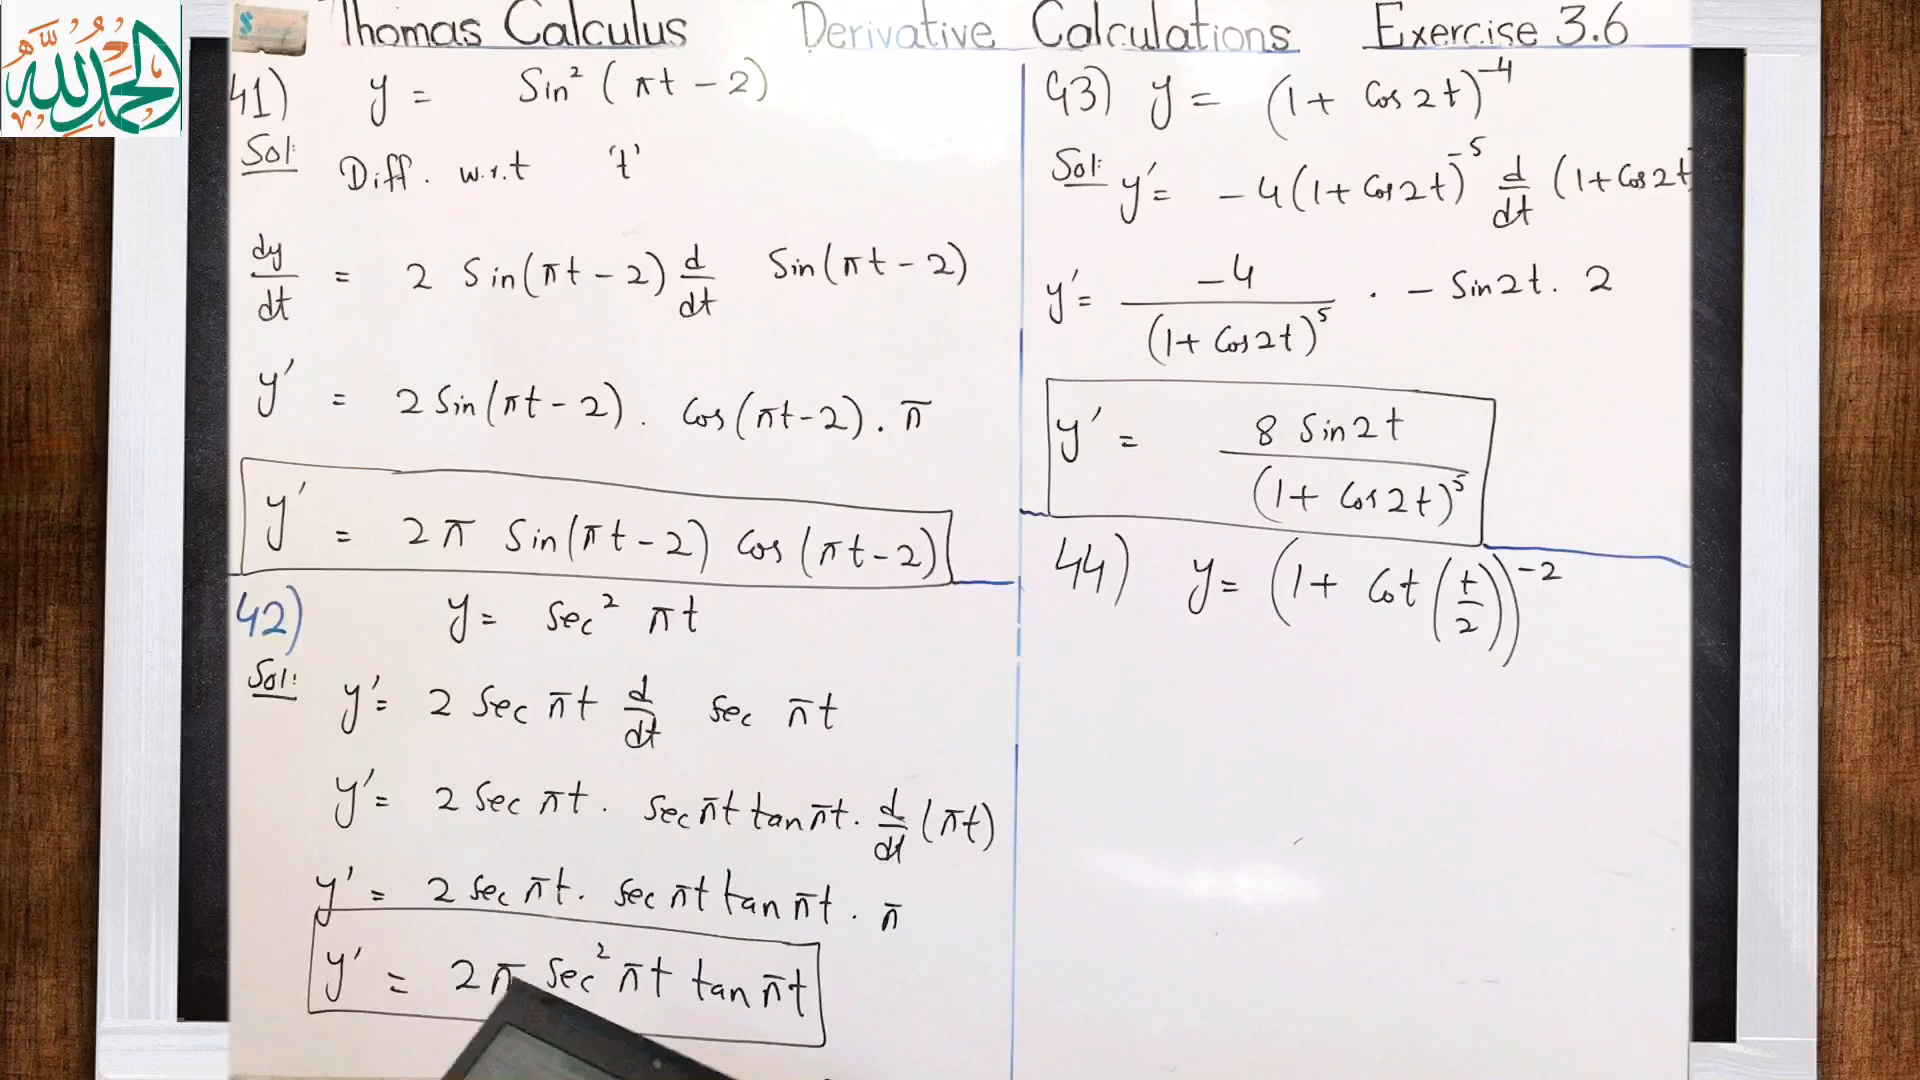 Thomas Calculus Derivative Calculations Exercise 3.6
الحمد لله
41) y = Sin² (πt - 2)
Sol:
Diff. w.r.t 't'
dy/dt = 2 Sin(πt - 2) d/dt Sin(πt - 2)
y' = 2 Sin(πt - 2) . Cos(πt - 2) . π
y' = 2π Sin(πt - 2) Cos(πt - 2)
42) y = Sec² πt
Sol:
y' = 2 Sec πt d/dt Sec πt
y' = 2 Sec πt . Sec πt tan πt . d/dt (πt)
y' = 2 Sec πt . Sec πt tan πt . π
y' = 2π Sec² πt tan πt
43) y = (1 + Cos 2t)⁻⁴
Sol: y' = -4 (1 + Cos 2t)⁻⁵ d/dt (1 + Cos 2t
y' = -4/(1 + Cos 2t)⁵ . - Sin 2t . 2
y' = 8 Sin 2t/(1 + Cos 2t)⁵
44) y = (1 + Cot (t/2))⁻²